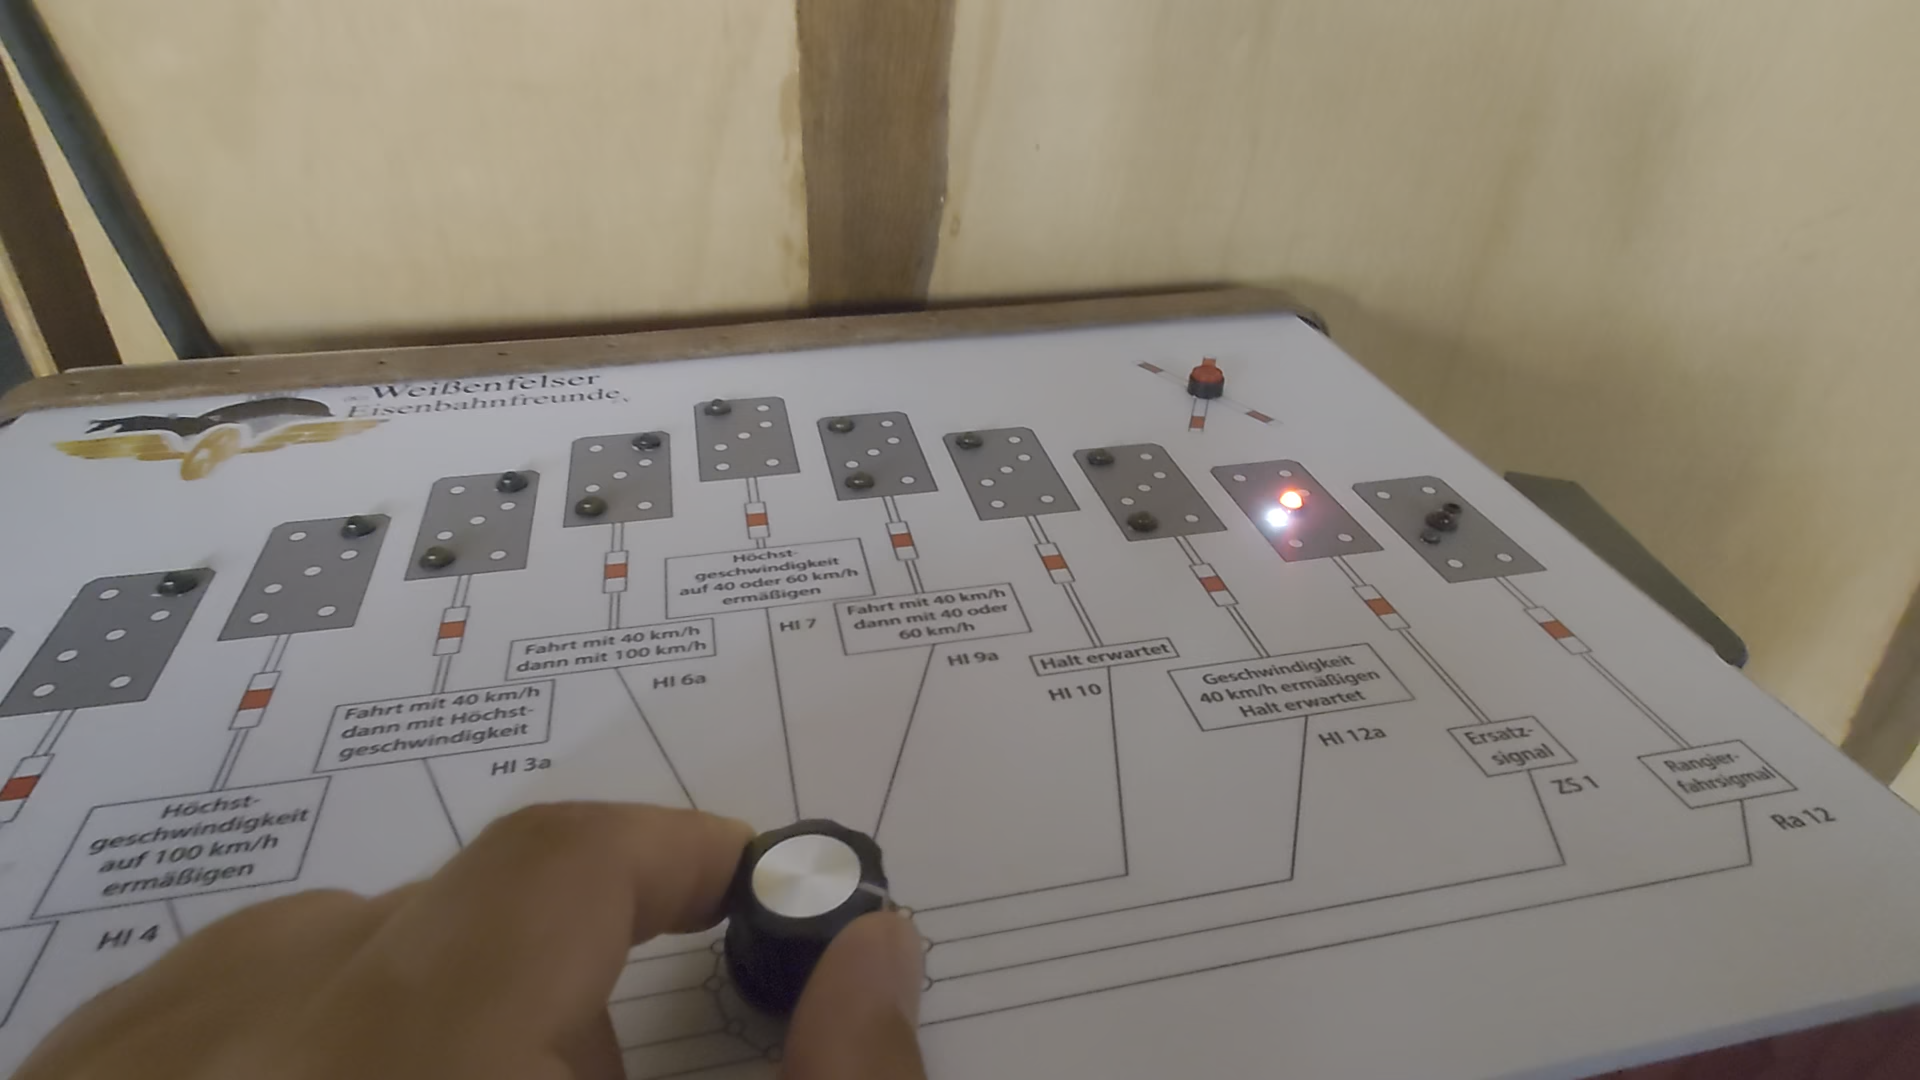 Weißenfelser
Eisenbahnfreunde
Höchst-
geschwindigkeit
auf 40 oder 60 km/h
ermäßigen
Hl 7
Fahrt mit 40 km/h
dann mit 40 oder
60 km/h
Hl 9a
Fahrt mit 40 km/h
dann mit 100 km/h
Hl 6a
Halt erwartet
Hl 10
Geschwindigkeit
40 km/h ermäßigen
Halt erwartet
Hl 12a
Fahrt mit 40 km/h
dann mit Höchst-
geschwindigkeit
Hl 3a
Ersatz-
signal
ZS 1
Rangier-
fahrsigmal
Ra 12
Höchst-
geschwindigkeit
auf 100 km/h
ermäßigen
Hl 4